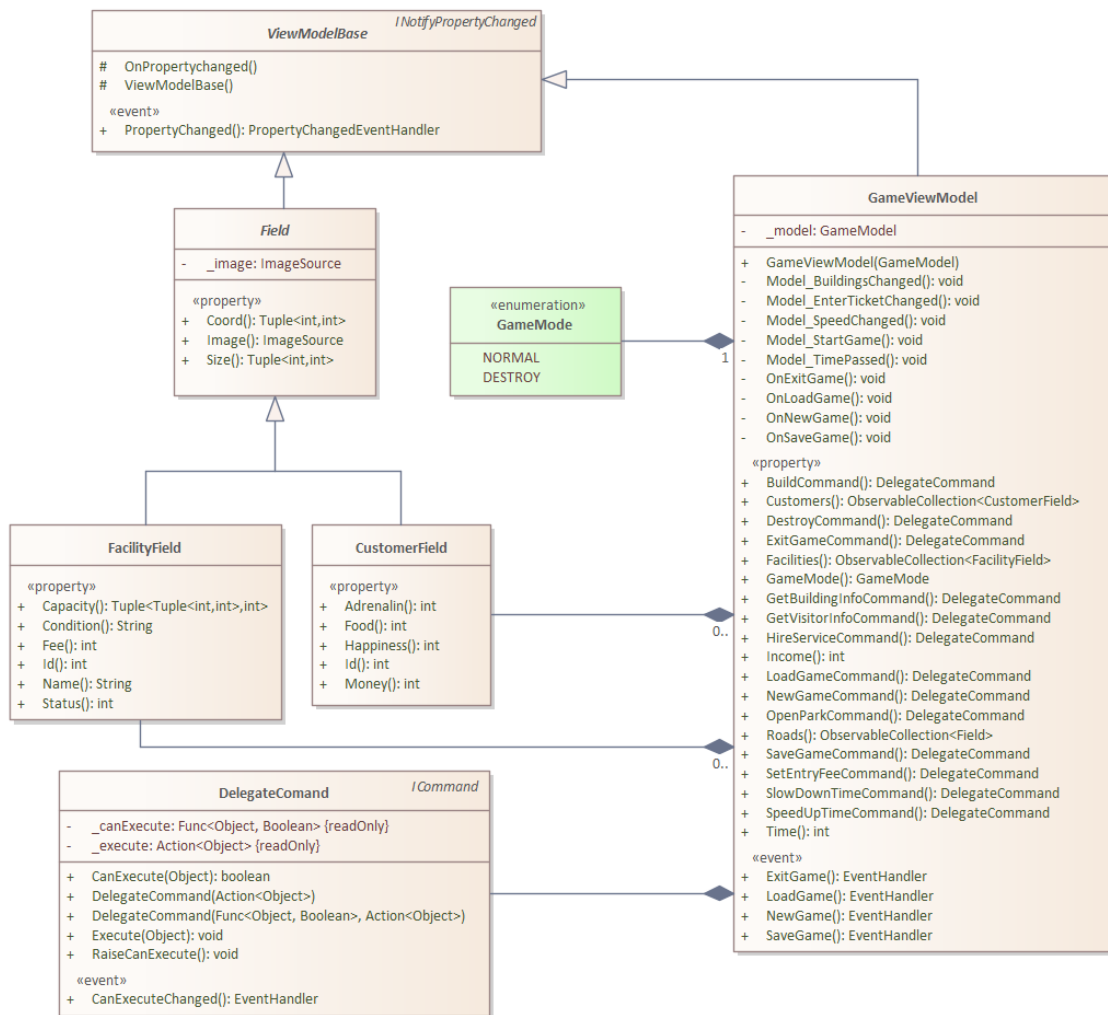 INotifyPropertyChanged
ViewModelBase
# OnPropertychanged()
# ViewModelBase()
«event»
+ PropertyChanged(): PropertyChangedEventHandler
Field
- _image: ImageSource
«property»
+ Coord(): Tuple<int,int>
+ Image(): ImageSource
+ Size(): Tuple<int,int>
«enumeration»
GameMode
NORMAL
DESTROY
1
GameViewModel
- _model: GameModel
+ GameViewModel(GameModel)
- Model_BuildingsChanged(): void
- Model_EnterTicketChanged(): void
- Model_SpeedChanged(): void
- Model_StartGame(): void
- Model_TimePassed(): void
- OnExitGame(): void
- OnLoadGame(): void
- OnNewGame(): void
- OnSaveGame(): void
«property»
+ BuildCommand(): DelegateCommand
+ Customers(): ObservableCollection<CustomerField>
+ DestroyCommand(): DelegateCommand
+ ExitGameCommand(): DelegateCommand
+ Facilities(): ObservableCollection<FacilityField>
+ GameMode(): GameMode
+ GetBuildingInfoCommand(): DelegateCommand
+ GetVisitorInfoCommand(): DelegateCommand
+ HireServiceCommand(): DelegateCommand
+ Income(): int
+ LoadGameCommand(): DelegateCommand
+ NewGameCommand(): DelegateCommand
+ OpenParkCommand(): DelegateCommand
+ Roads(): ObservableCollection<Field>
+ SaveGameCommand(): DelegateCommand
+ SetEntryFeeCommand(): DelegateCommand
+ SlowDownTimeCommand(): DelegateCommand
+ SpeedUpTimeCommand(): DelegateCommand
+ Time(): int
«event»
+ ExitGame(): EventHandler
+ LoadGame(): EventHandler
+ NewGame(): EventHandler
+ SaveGame(): EventHandler
FacilityField
«property»
+ Capacity(): Tuple<Tuple<int,int>,int>
+ Condition(): String
+ Fee(): int
+ Id(): int
+ Name(): String
+ Status(): int
CustomerField
«property»
+ Adrenalin(): int
+ Food(): int
+ Happiness(): int
+ Id(): int
+ Money(): int
0..
0..
ICommand
DelegateComand
- _canExecute: Func<Object, Boolean> {readOnly}
- _execute: Action<Object> {readOnly}
+ CanExecute(Object): boolean
+ DelegateCommand(Action<Object>)
+ DelegateCommand(Func<Object, Boolean>, Action<Object>)
+ Execute(Object): void
+ RaiseCanExecute(): void
«event»
+ CanExecuteChanged(): EventHandler